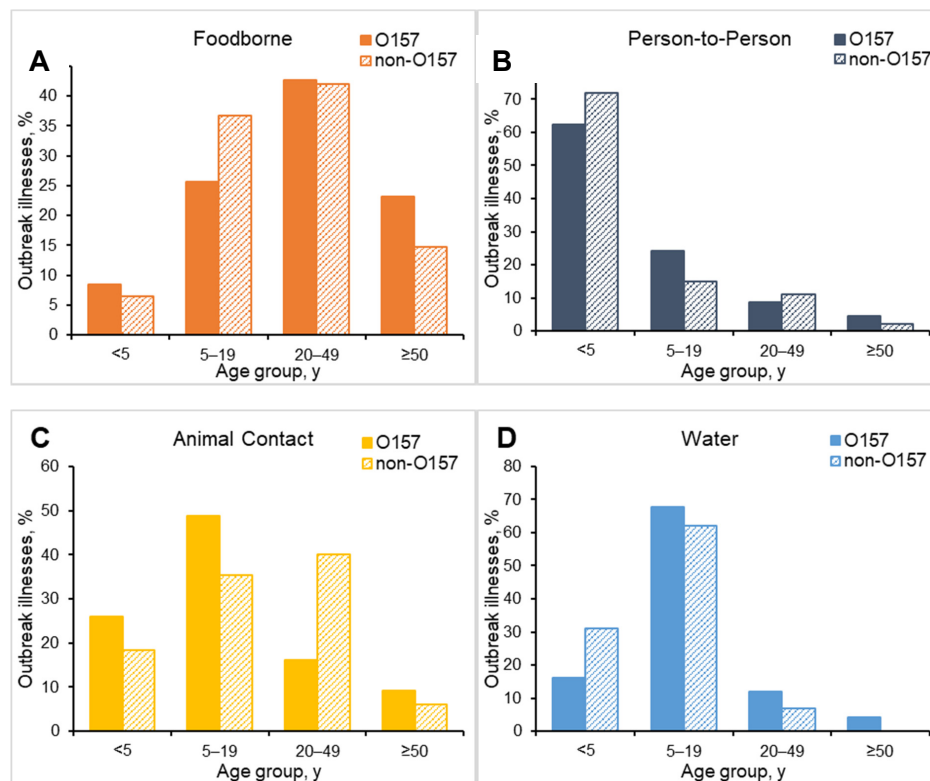 A
Foodborne
O157
non-O157
Outbreak illnesses, %
40
35
30
25
20
15
10
5
0
<5
5–19
20–49
≥50
Age group, y
B
Person-to-Person
O157
non-O157
Outbreak illnesses, %
70
60
50
40
30
20
10
0
<5
5–19
20–49
≥50
Age group, y
C
Animal Contact
O157
non-O157
Outbreak illnesses, %
60
50
40
30
20
10
0
<5
5–19
20–49
≥50
Age group, y
D
Water
O157
non-O157
Outbreak illnesses, %
80
70
60
50
40
30
20
10
0
<5
5–19
20–49
≥50
Age group, y